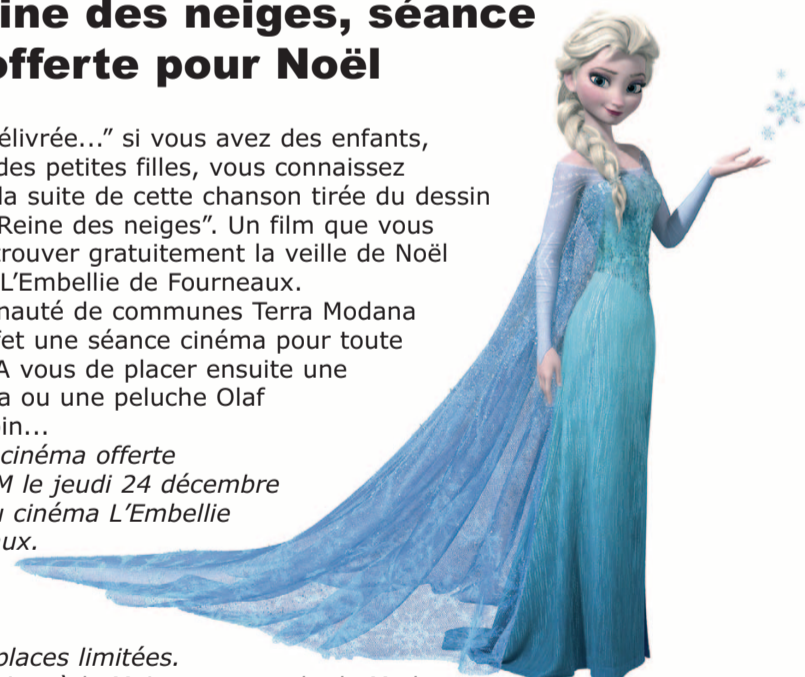 ine des neiges, séance
offerte pour Noël
élivrée...” si vous avez des enfants,
des petites filles, vous connaissez
la suite de cette chanson tirée du dessin
Reine des neiges”. Un film que vous
trouver gratuitement la veille de Noël
L’Embellie de Fourneaux.
nauté de communes Terra Modana
fet une séance cinéma pour toute
A vous de placer ensuite une
a ou une peluche Olaf
in...
cinéma offerte
M le jeudi 24 décembre
u cinéma L’Embellie
ux.
places limitées.